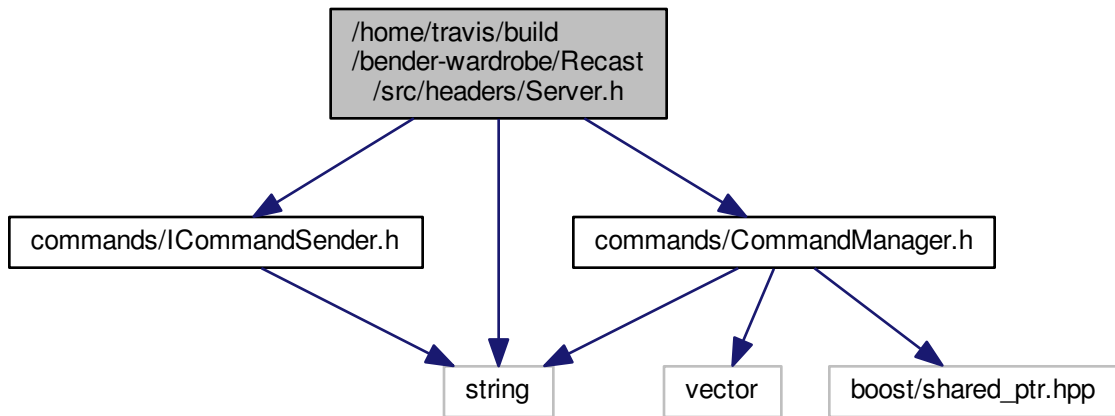 /home/travis/build
/bender-wardrobe/Recast
/src/headers/Server.h
commands/ICommandSender.h
commands/CommandManager.h
string
vector
boost/shared_ptr.hpp